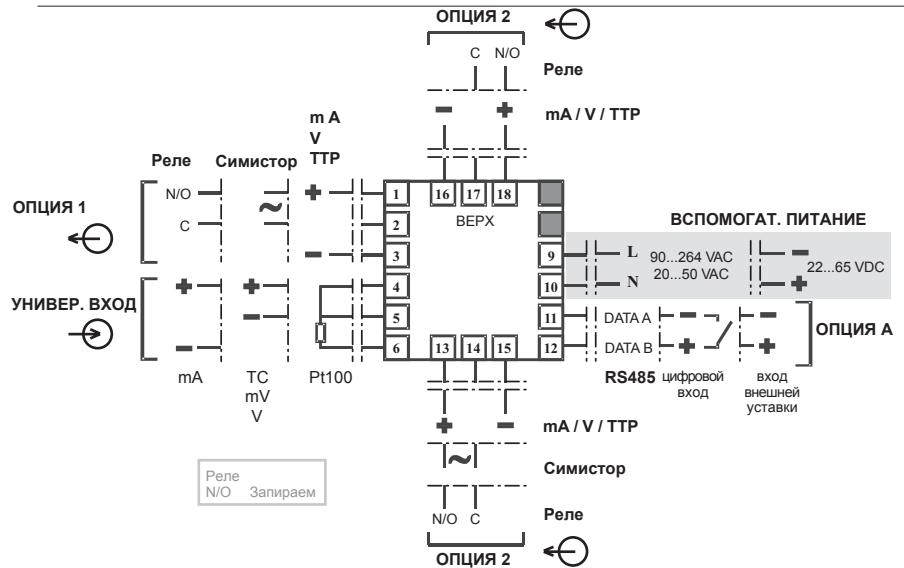 ОПЦИЯ 2
C N/O
Реле
mA / V / TTP
m A
V
TTP
Реле Симистор
N/O
C
ОПЦИЯ 1
УНИВЕР. ВХОД
mA
TC
mV
V
Pt100
1
2
3
4
5
6
16 17 18
ВЕРХ
9
10
11
12
13 14 15
ВСПОМОГАТ. ПИТАНИЕ
L
N
90...264 VAC
20...50 VAC
22...65 VDC
DATA A
DATA B
ОПЦИЯ A
RS485
цифровой
вход
вход
внешней
уставки
mA / V / TTP
Симистор
N/O C
Реле
ОПЦИЯ 2
Реле
N/O Запираем